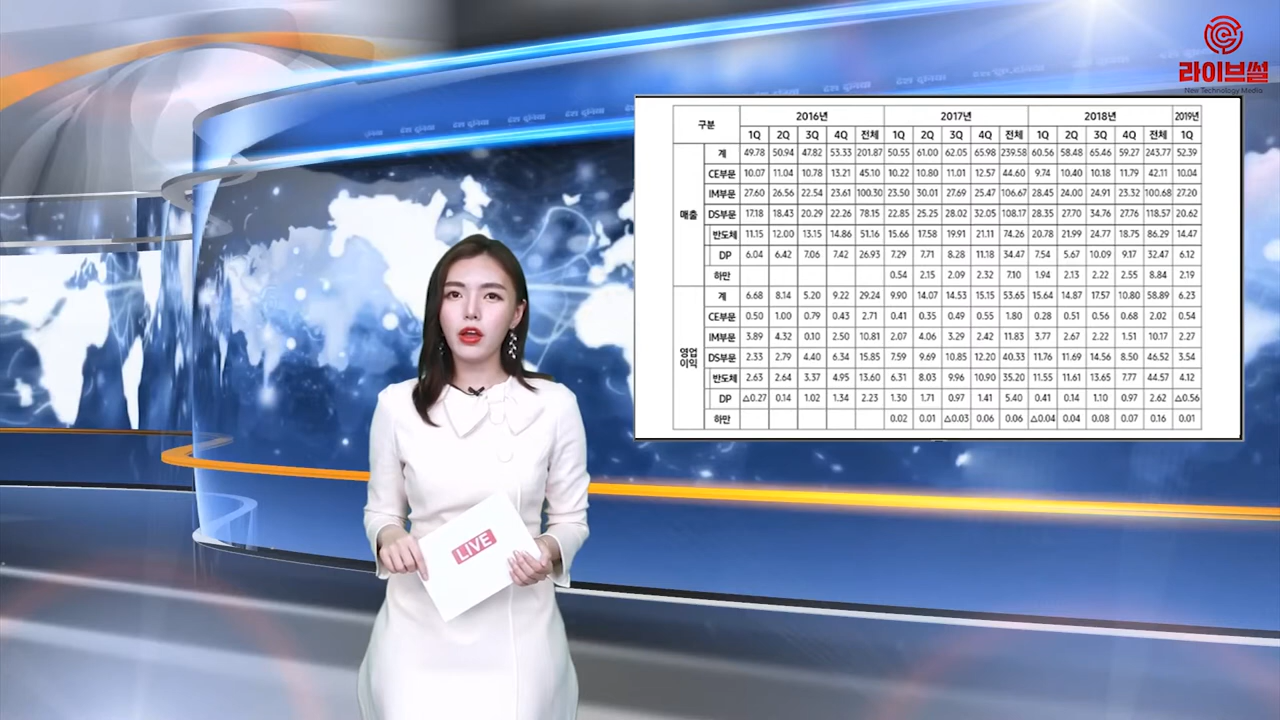 라이브썰
New Technology Media
구분 2016년 2017년 2018년 2019년
1Q 2Q 3Q 4Q 전체 1Q 2Q 3Q 4Q 전체 1Q 2Q 3Q 4Q 전체 1Q
매출
계 49.78 50.94 47.82 53.33 201.87 50.55 61.00 62.05 65.98 239.58 60.56 58.48 65.46 59.27 243.77 52.39
CE부문 10.07 11.04 10.78 13.21 45.10 10.22 10.80 11.01 12.57 44.60 9.74 10.40 10.18 11.79 42.11 10.04
IM부문 27.60 26.56 22.54 23.61 100.30 23.50 30.01 27.69 25.47 106.67 28.45 24.00 24.91 23.32 100.68 27.20
DS부문 17.18 18.43 20.29 22.26 78.15 22.85 25.25 28.02 32.05 108.17 28.35 27.70 34.76 27.76 118.57 20.62
반도체 11.15 12.00 13.15 14.86 51.16 15.66 17.58 19.91 21.11 74.26 20.78 21.99 24.77 18.75 86.29 14.47
DP 6.04 6.42 7.06 7.42 26.93 7.29 7.71 8.28 11.18 34.47 7.54 5.67 10.09 9.17 32.47 6.12
하만 0.54 2.15 2.09 2.32 7.10 1.94 2.13 2.22 2.55 8.84 2.19
영업
이익
계 6.68 8.14 5.20 9.22 29.24 9.90 14.07 14.53 15.15 53.65 15.64 14.87 17.57 10.80 58.89 6.23
CE부문 0.50 1.00 0.79 0.43 2.71 0.41 0.35 0.49 0.55 1.80 0.28 0.51 0.56 0.68 2.02 0.54
IM부문 3.89 4.32 0.10 2.50 10.81 2.07 4.06 3.29 2.42 11.83 3.77 2.67 2.22 1.51 10.17 2.27
DS부문 2.33 2.79 4.40 6.34 15.85 7.59 9.69 10.85 12.20 40.33 11.76 11.69 14.56 8.50 46.52 3.54
반도체 2.63 2.64 3.37 4.95 13.60 6.31 8.03 9.96 10.90 35.20 11.55 11.61 13.65 7.77 44.57 4.12
DP △0.27 0.14 1.02 1.34 2.23 1.30 1.71 0.97 1.41 5.40 0.41 0.14 1.10 0.97 2.62 △0.56
하만 0.02 0.01 △0.03 0.06 0.06 △0.04 0.04 0.08 0.07 0.16 0.01
LIVE